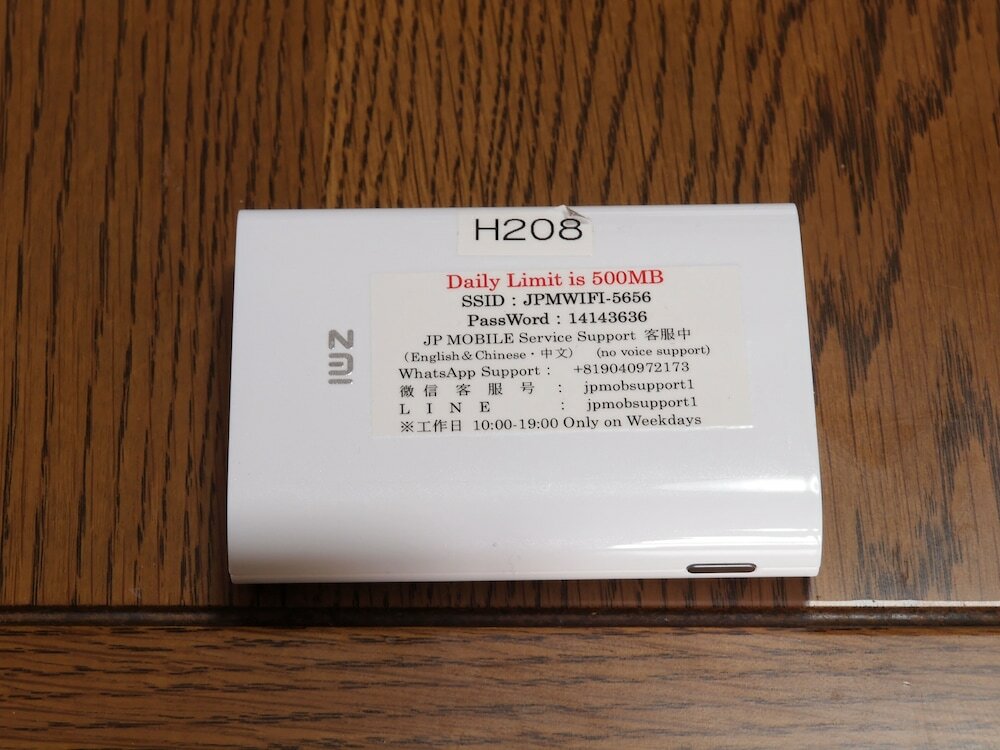 H208
Daily Limit is 500MB
SSID : JPMWIFI-5656
PassWord : 14143636
JP MOBILE Service Support 客服中
(English&Chinese・中文) (no voice support)
WhatsApp Support : +819040972173
微信客服号 : jpmobsupport1
LINE : jpmobsupport1
※工作日 10:00-19:00 Only on Weekdays